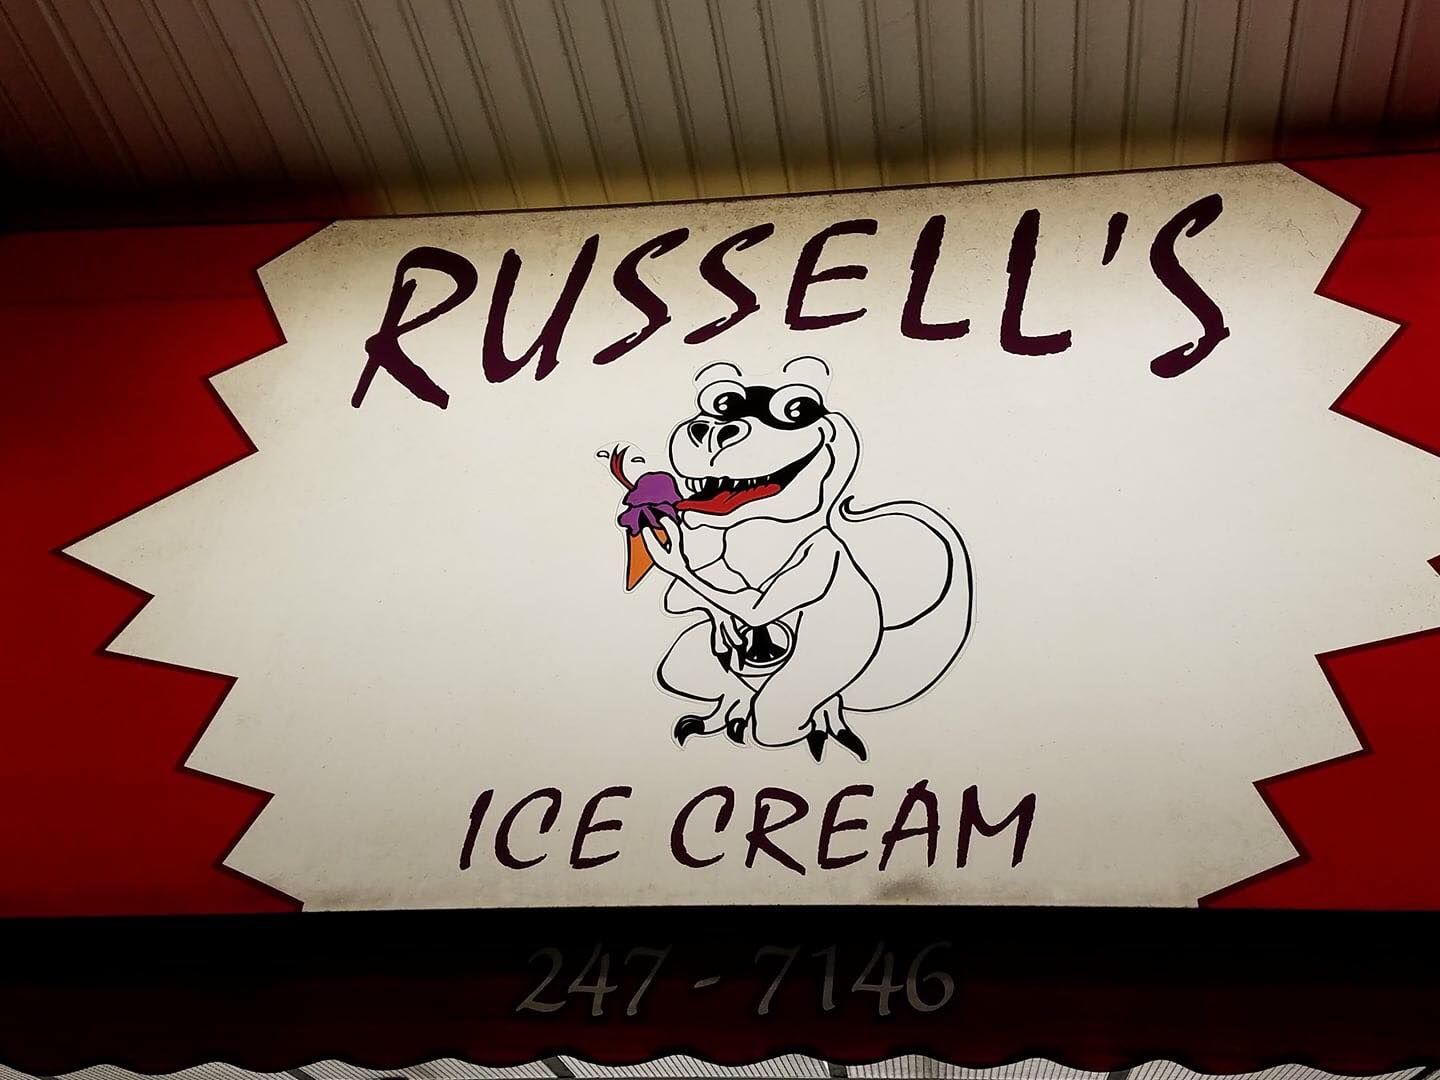 RUSSELL'S
ICE CREAM
247 - 7146